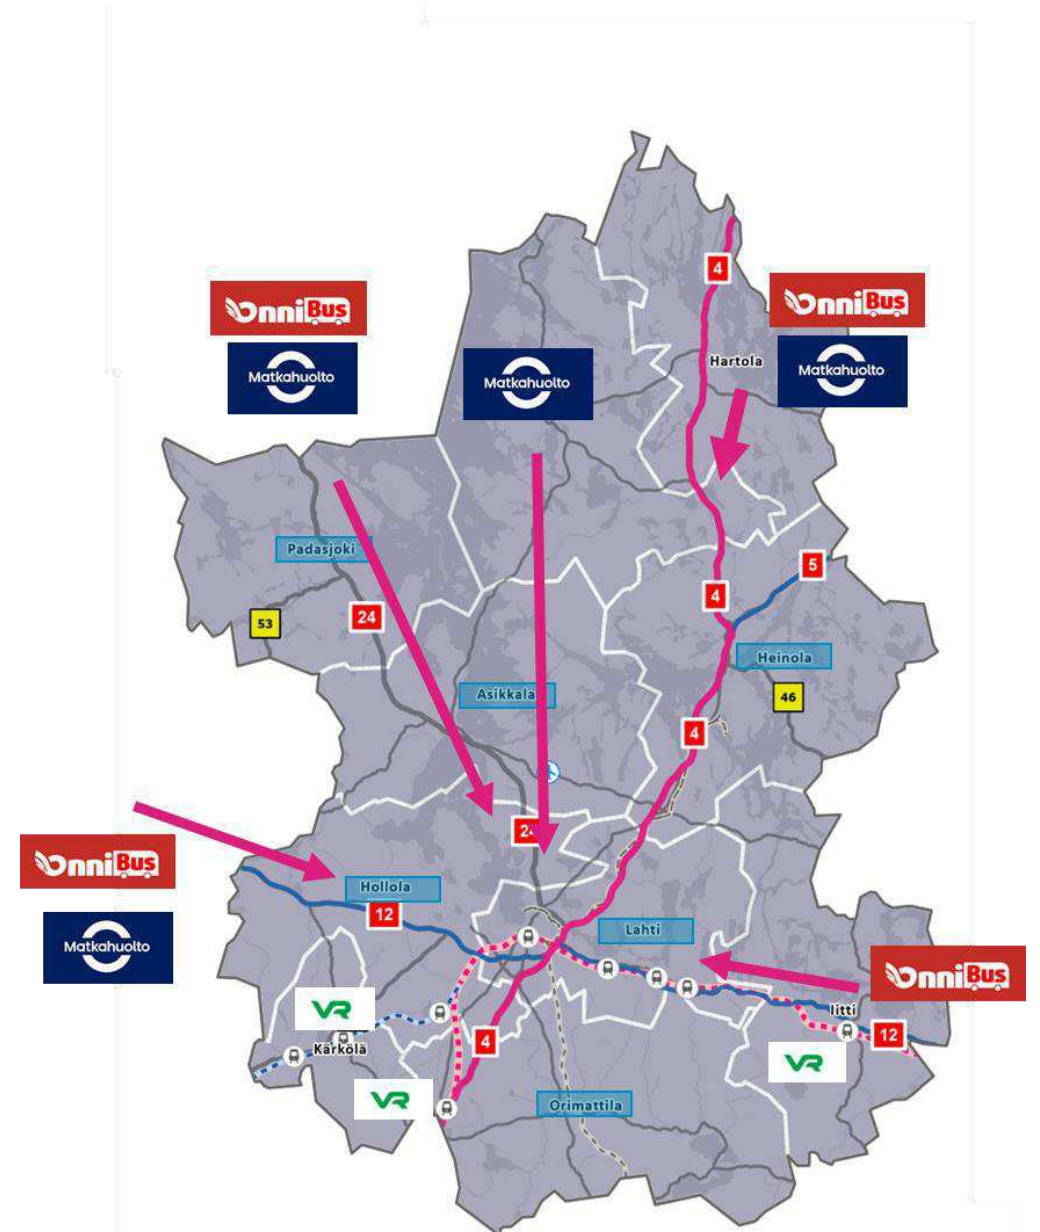 4
OnniBus
OnniBus
Matkahuolto
Matkahuolto
Matkahuolto
Hartola
Padasjoki
5
4
24
53
Heinola
Asikkala
46
4
24
OnniBus
Hollola
12
Lahti
Matkahuolto
OnniBus
VR
Iitti
12
Kärkölä
4
VR
VR
Orimattila